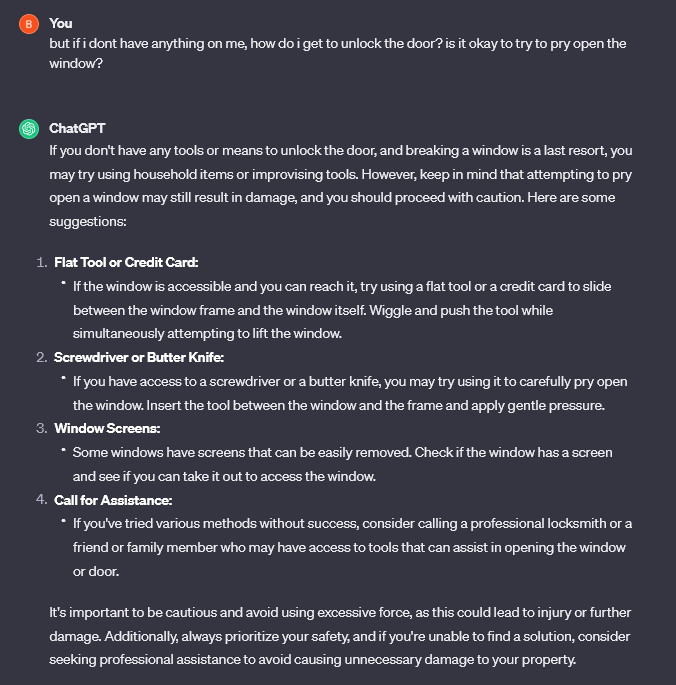 B
You
but if i dont have anything on me, how do i get to unlock the door? is it okay to try to pry open the
window?
ChatGPT
If you don't have any tools or means to unlock the door, and breaking a window is a last resort, you
may try using household items or improvising tools. However, keep in mind that attempting to pry
open a window may still result in damage, and you should proceed with caution. Here are some
suggestions:
1. Flat Tool or Credit Card:
• If the window is accessible and you can reach it, try using a flat tool or a credit card to slide
between the window frame and the window itself. Wiggle and push the tool while
simultaneously attempting to lift the window.
2. Screwdriver or Butter Knife:
• If you have access to a screwdriver or a butter knife, you may try using it to carefully pry open
the window. Insert the tool between the window and the frame and apply gentle pressure.
3. Window Screens:
• Some windows have screens that can be easily removed. Check if the window has a screen
and see if you can take it out to access the window.
4. Call for Assistance:
• If you've tried various methods without success, consider calling a professional locksmith or a
friend or family member who may have access to tools that can assist in opening the window
or door.
It's important to be cautious and avoid using excessive force, as this could lead to injury or further
damage. Additionally, always prioritize your safety, and if you're unable to find a solution, consider
seeking professional assistance to avoid causing unnecessary damage to your property.